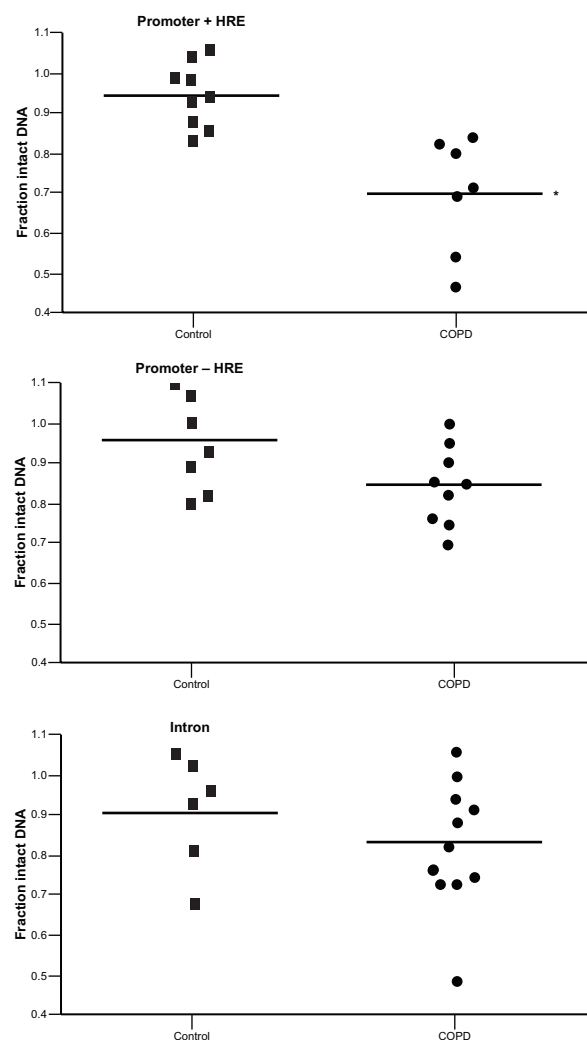 Promoter + HRE
Fraction intact DNA
1.1
1.0
0.9
0.8
0.7
0.6
0.5
0.4
*
Control COPD
Promoter – HRE
Fraction intact DNA
1.1
1.0
0.9
0.8
0.7
0.6
0.5
0.4
Control COPD
Intron
Fraction intact DNA
1.1
1.0
0.9
0.8
0.7
0.6
0.5
0.4
Control COPD